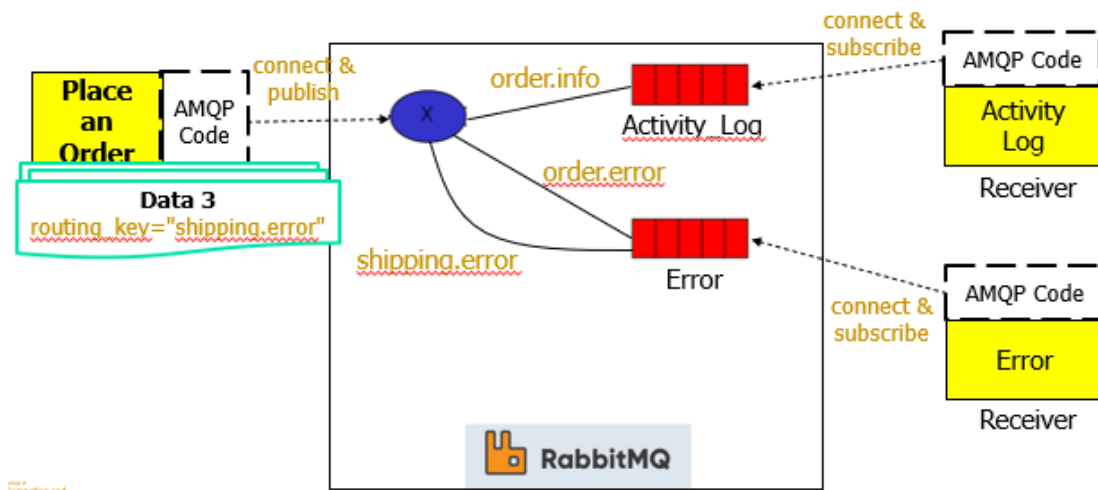 Place
an
Order
AMQP
Code
connect &
publish
Data 3
routing_key="shipping.error"
X
order.info
Activity_Log
order.error
shipping.error
Error
RabbitMQ
connect &
subscribe
AMQP Code
Activity
Log
Receiver
connect &
subscribe
AMQP Code
Error
Receiver